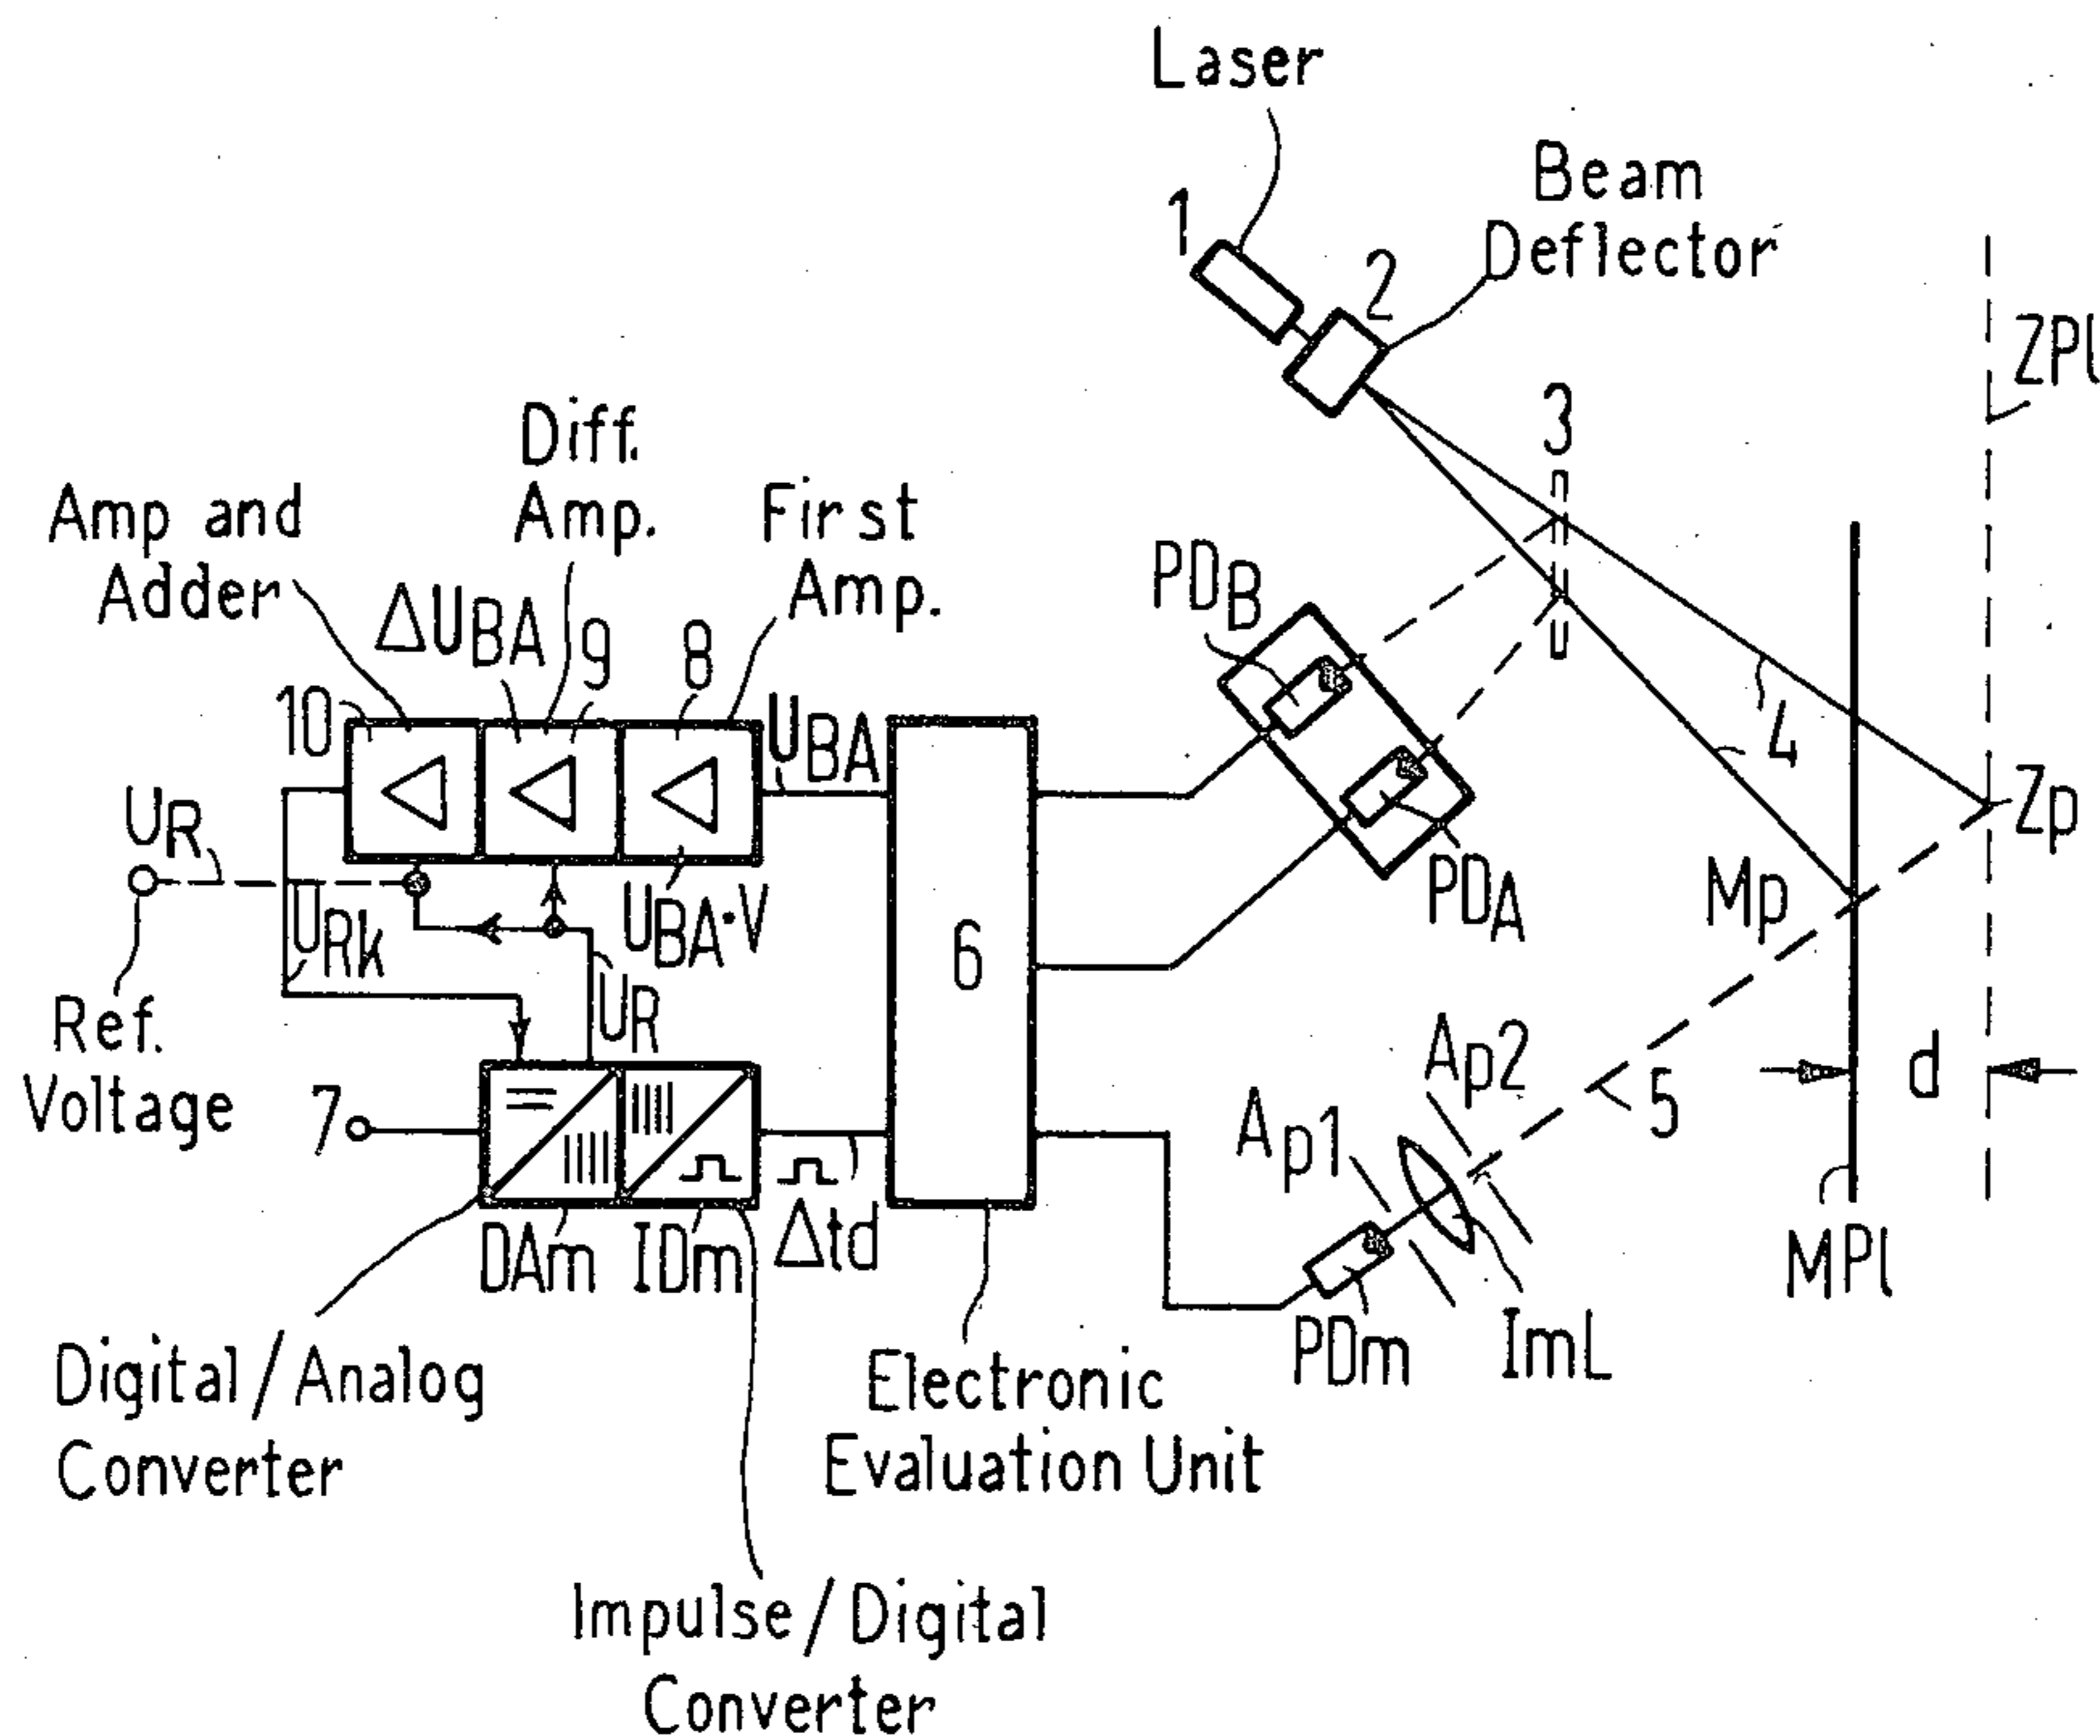 Laser
Beam
Deflector
1
2
3
ZPl
Diff.
Amp.
Amp and
Adder
First
Amp.
PDB
ΔUBA
9
8
10
UBA
4
Zp
UR
PDA
Mp
URk
UBA·V
6
UR
Ref.
Voltage
Ap2
d
5
7
Ap1
DAm
IDm
Δtd
MPl
PDm
ImL
Digital/Analog
Converter
Electronic
Evaluation Unit
Impulse/Digital
Converter